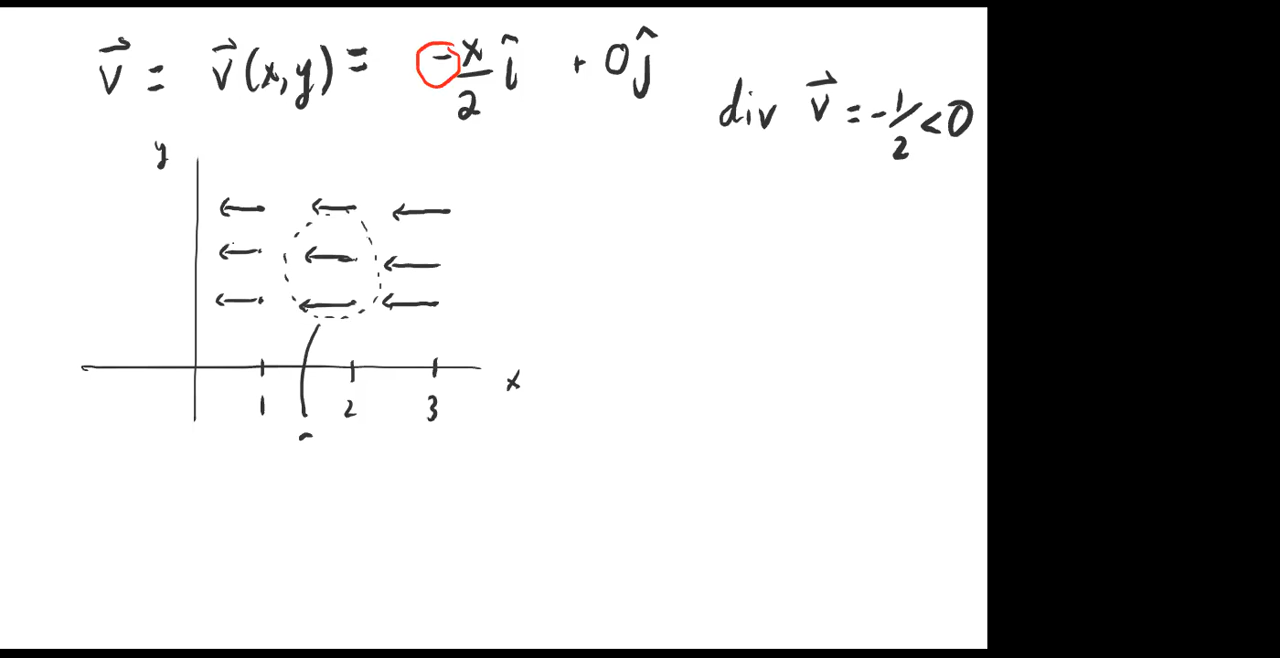 v⃗ = v⃗(x,y) = -x/2 î + 0ĵ
div v⃗ = -1/2 < 0
y
x
1 2 3